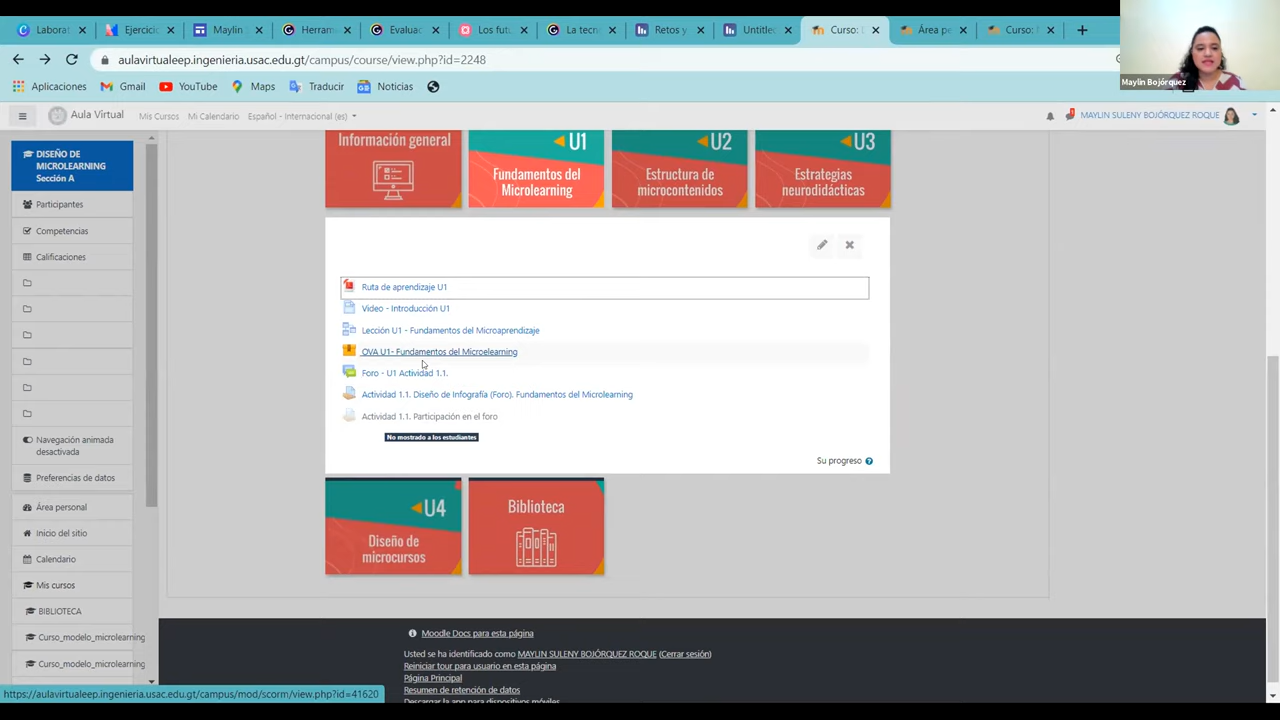 Laborat
Ejercici
Maylin
Herram
Evaluac
Los fut
La tecn
Retos y
Untitle
Curso: D
Área pe
Curso: M
aulavirtualeep.ingenieria.usac.edu.gt/campus/course/view.php?id=2248
Aplicaciones
Gmail
YouTube
Maps
Traducir
Noticias
Maylin Bojórquez
Aula Virtual
Mis Cursos
Mi Calendario
Español - Internacional (es)
MAYLIN SULENY BOJÓRQUEZ ROQUE
DISEÑO DE
MICROLEARNING
Sección A
Participantes
Competencias
Calificaciones
Navegación animada
desactivada
Preferencias de datos
Área personal
Inicio del sitio
Calendario
Mis cursos
BIBLIOTECA
Curso_modelo_microlearning
Curso_modelo_microlearning
Información general
U1
Fundamentos del
Microlearning
U2
Estructura de
microcontenidos
U3
Estrategias
neurodidácticas
Ruta de aprendizaje U1
Video - Introducción U1
Lección U1 - Fundamentos del Microaprendizaje
OVA U1- Fundamentos del Microelearning
Foro - U1 Actividad 1.1.
Actividad 1.1. Diseño de Infografía (Foro). Fundamentos del Microlearning
Actividad 1.1. Participación en el foro
No mostrado a los estudiantes
Su progreso
U4
Diseño de
microcursos
Biblioteca
Moodle Docs para esta página
Usted se ha identificado como MAYLIN SULENY BOJÓRQUEZ ROQUE (Cerrar sesión)
Reiniciar tour para usuario en esta página
Página Principal
Resumen de retención de datos
Descargar la app para dispositivos móviles
https://aulavirtualeep.ingenieria.usac.edu.gt/campus/mod/scorm/view.php?id=41620